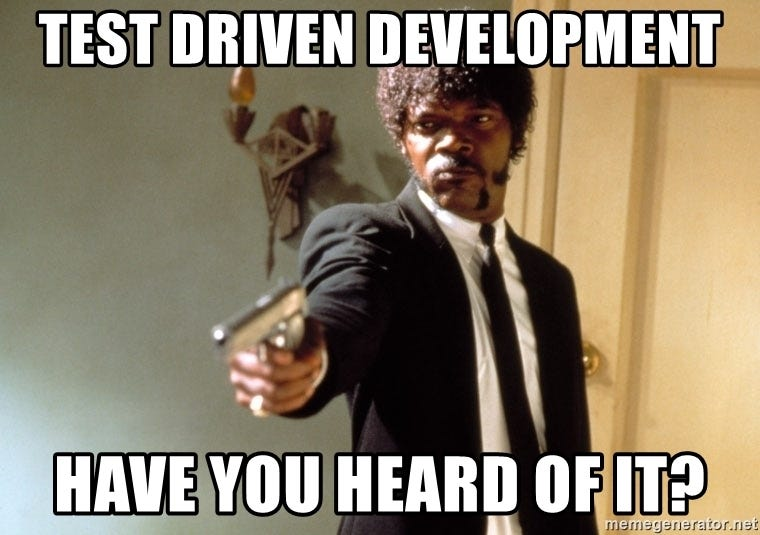 TEST DRIVEN DEVELOPMENT
HAVE YOU HEARD OF IT?
memegenerator.net